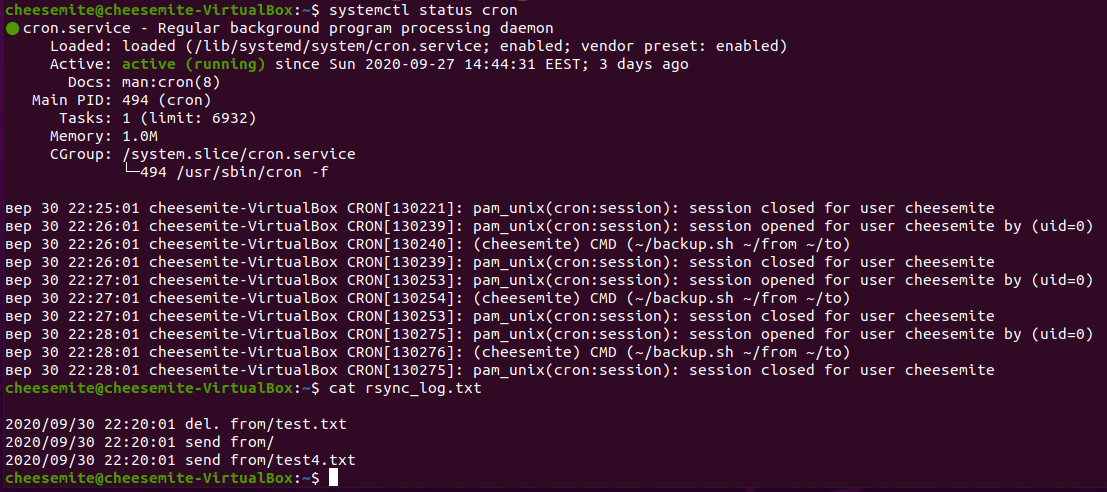 cheesemite@cheesemite-VirtualBox:~$ systemctl status cron
● cron.service - Regular background program processing daemon
     Loaded: loaded (/lib/systemd/system/cron.service; enabled; vendor preset: enabled)
     Active: active (running) since Sun 2020-09-27 14:44:31 EEST; 3 days ago
       Docs: man:cron(8)
   Main PID: 494 (cron)
      Tasks: 1 (limit: 6932)
     Memory: 1.0M
     CGroup: /system.slice/cron.service
             └─494 /usr/sbin/cron -f

вер 30 22:25:01 cheesemite-VirtualBox CRON[130221]: pam_unix(cron:session): session closed for user cheesemite
вер 30 22:26:01 cheesemite-VirtualBox CRON[130239]: pam_unix(cron:session): session opened for user cheesemite by (uid=0)
вер 30 22:26:01 cheesemite-VirtualBox CRON[130240]: (cheesemite) CMD (~/backup.sh ~/from ~/to)
вер 30 22:26:01 cheesemite-VirtualBox CRON[130239]: pam_unix(cron:session): session closed for user cheesemite
вер 30 22:27:01 cheesemite-VirtualBox CRON[130253]: pam_unix(cron:session): session opened for user cheesemite by (uid=0)
вер 30 22:27:01 cheesemite-VirtualBox CRON[130254]: (cheesemite) CMD (~/backup.sh ~/from ~/to)
вер 30 22:27:01 cheesemite-VirtualBox CRON[130253]: pam_unix(cron:session): session closed for user cheesemite
вер 30 22:28:01 cheesemite-VirtualBox CRON[130275]: pam_unix(cron:session): session opened for user cheesemite by (uid=0)
вер 30 22:28:01 cheesemite-VirtualBox CRON[130276]: (cheesemite) CMD (~/backup.sh ~/from ~/to)
вер 30 22:28:01 cheesemite-VirtualBox CRON[130275]: pam_unix(cron:session): session closed for user cheesemite
cheesemite@cheesemite-VirtualBox:~$ cat rsync_log.txt

2020/09/30 22:20:01 del. from/test.txt
2020/09/30 22:20:01 send from/
2020/09/30 22:20:01 send from/test4.txt
cheesemite@cheesemite-VirtualBox:~$